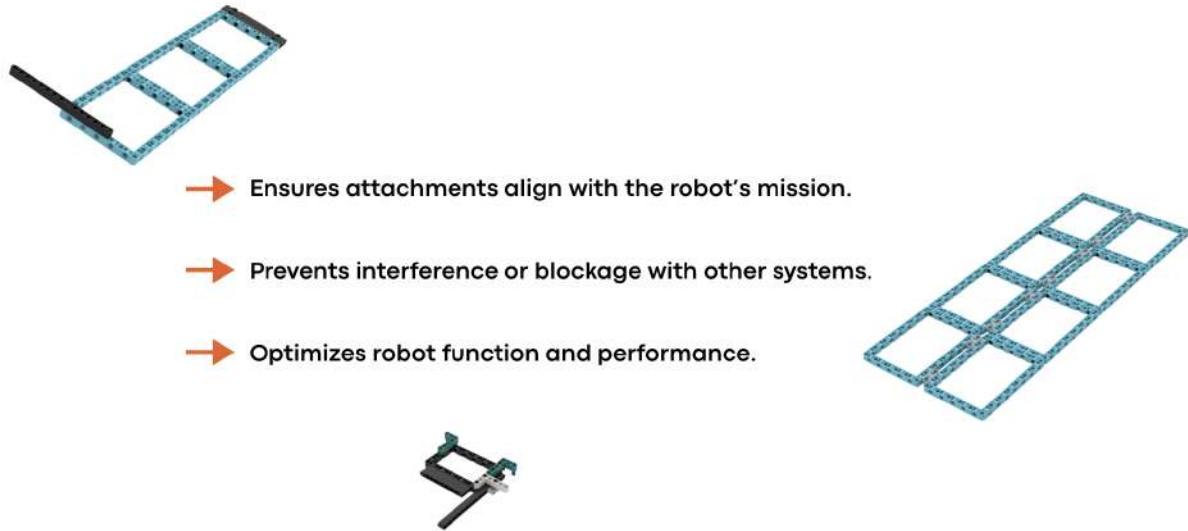 Ensures attachments align with the robot’s mission.
Prevents interference or blockage with other systems.
Optimizes robot function and performance.